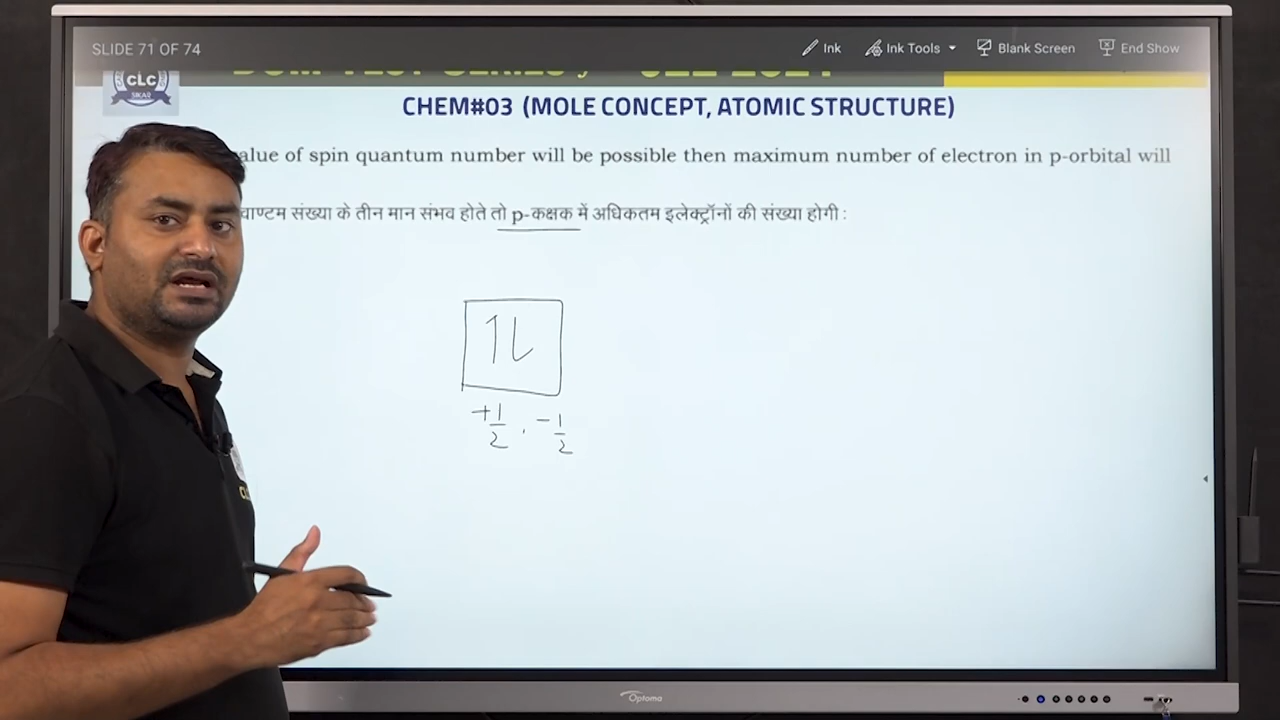 SLIDE 71 OF 74
Ink
Ink Tools
Blank Screen
End Show
CLC
SIKAR
CHEM#03 (MOLE CONCEPT, ATOMIC STRUCTURE)
of spin quantum number will be possible then maximum number of electron in p-orbital will
संख्या के तीन मान संभव होते तो p-कक्षक में अधिकतम इलेक्ट्रॉनों की संख्या होगी :
1L
+1/2, -1/2
Optoma